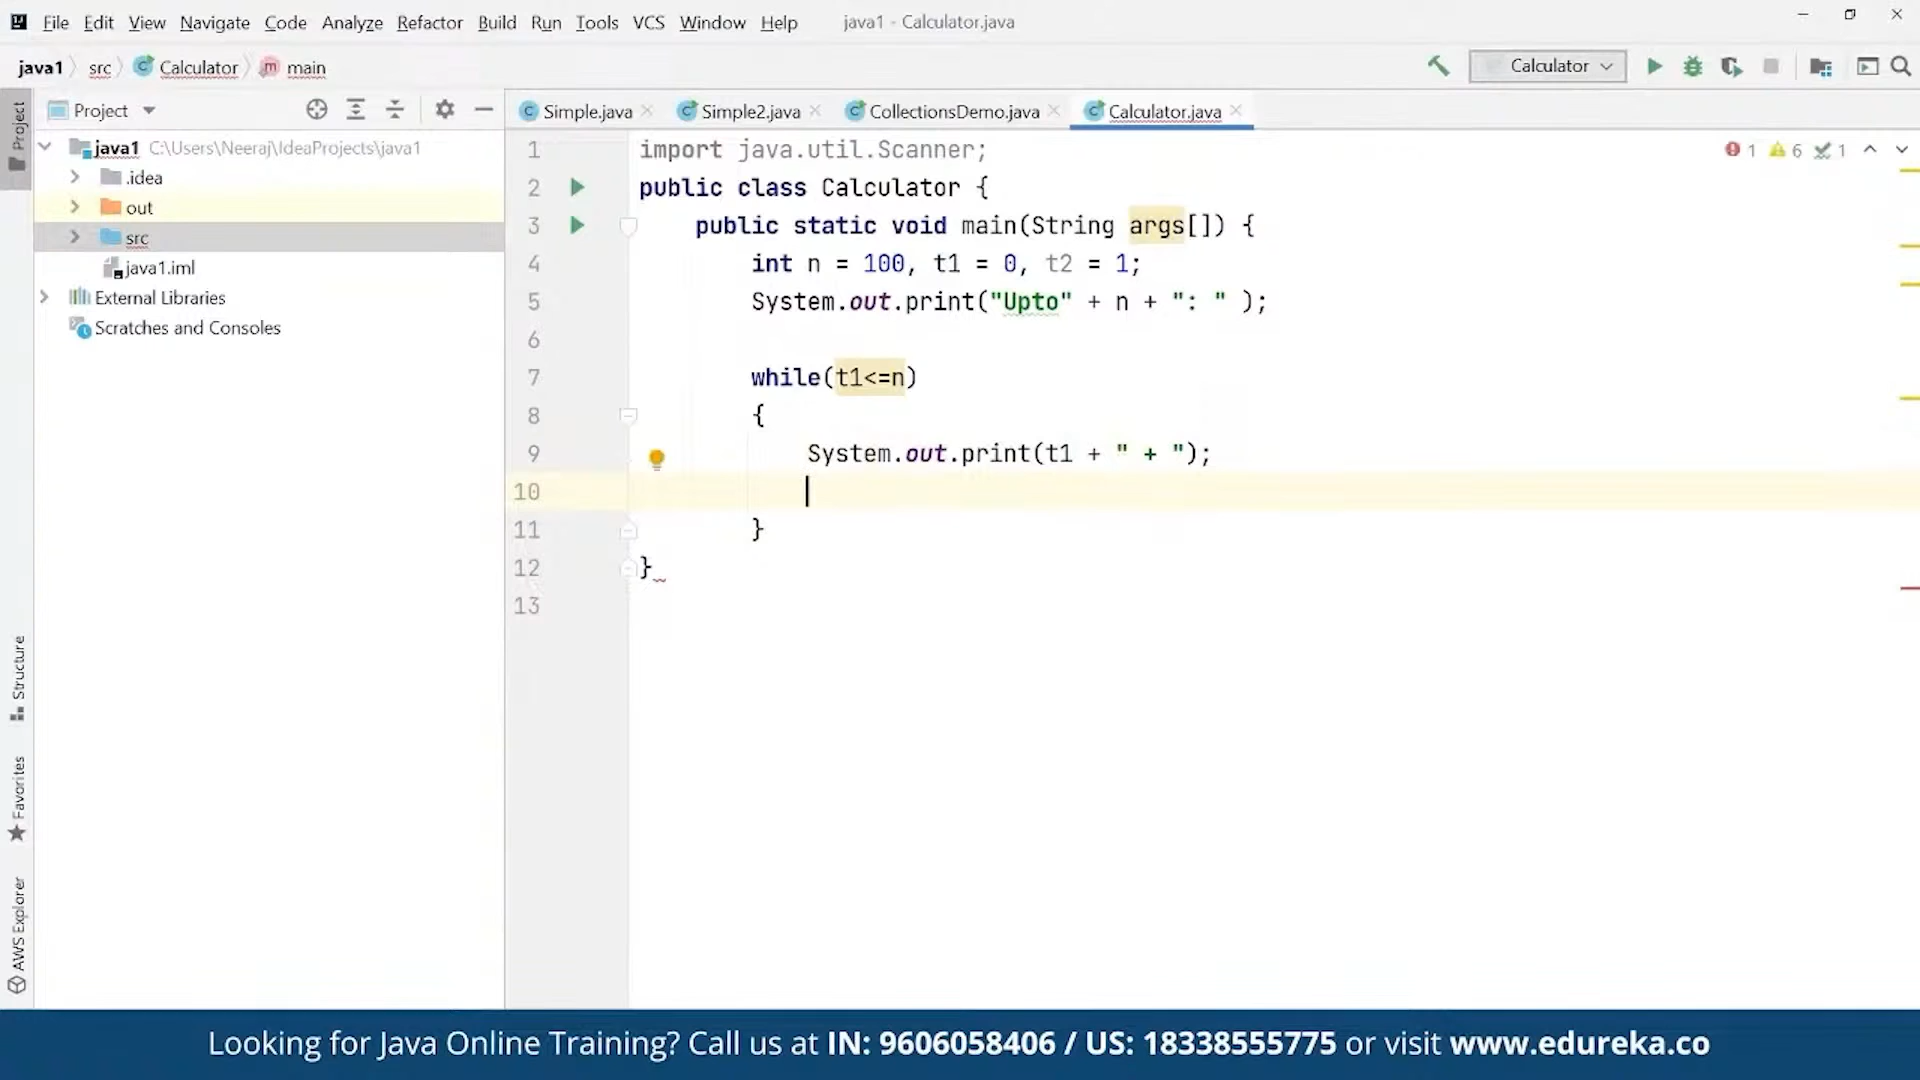 File Edit View Navigate Code Analyze Refactor Build Run Tools VCS Window Help java1 - Calculator.java
java1 src Calculator m main Calculator
Project
Project Simple.java Simple2.java CollectionsDemo.java Calculator.java
java1 C:\Users\Neeraj\IdeaProjects\java1
.idea
out
src
java1.iml
External Libraries
Scratches and Consoles
Structure
Favorites
AWS Explorer
1 6 1
1 import java.util.Scanner;
2 public class Calculator {
3 public static void main(String args[]) {
4 int n = 100, t1 = 0, t2 = 1;
5 System.out.print("Upto" + n + ": " );
6
7 while(t1<=n)
8 {
9 System.out.print(t1 + " + ");
10
11 }
12 }
13
Looking for Java Online Training? Call us at IN: 9606058406 / US: 18338555775 or visit www.edureka.co